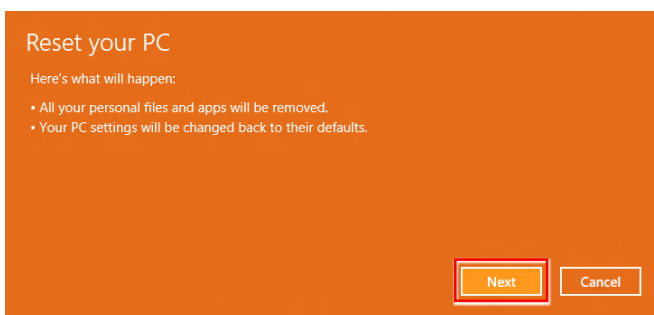 Reset your PC
Here's what will happen:
• All your personal files and apps will be removed.
• Your PC settings will be changed back to their defaults.
Next Cancel